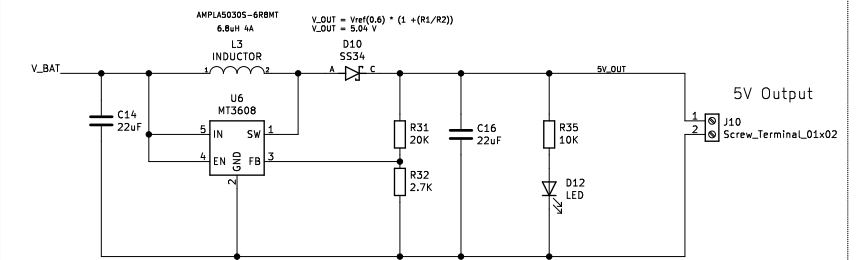 AMPLA5030S-6R8MT
6.8uH 4A
L3
INDUCTOR
V_OUT = Vref(0.6) * (1 +(R1/R2))
V_OUT = 5.04 V
D10
SS34
V_BAT
1
2
A
C
5V_OUT
5V Output
C14
22uF
U6
MT3608
5
IN
SW
1
4
EN
FB
3
GND
2
R31
20K
R32
2.7K
C16
22uF
R35
10K
D12
LED
1
2
J10
Screw_Terminal_01x02